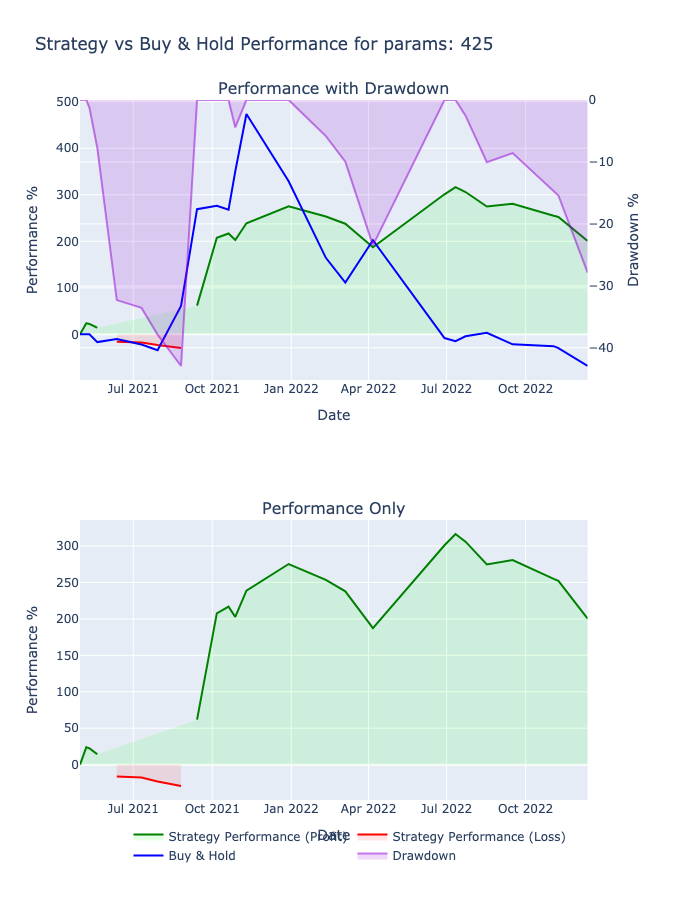 Strategy vs Buy & Hold Performance for params: 425
Performance with Drawdown
500
400
300
200
100
0
Performance %
0
−10
−20
−30
−40
Drawdown %
Jul 2021 Oct 2021 Jan 2022 Apr 2022 Jul 2022 Oct 2022
Date
Performance Only
300
250
200
150
100
50
0
Performance %
Jul 2021 Oct 2021 Jan 2022 Apr 2022 Jul 2022 Oct 2022
Date
Strategy Performance (Profit) Strategy Performance (Loss)
Buy & Hold Drawdown